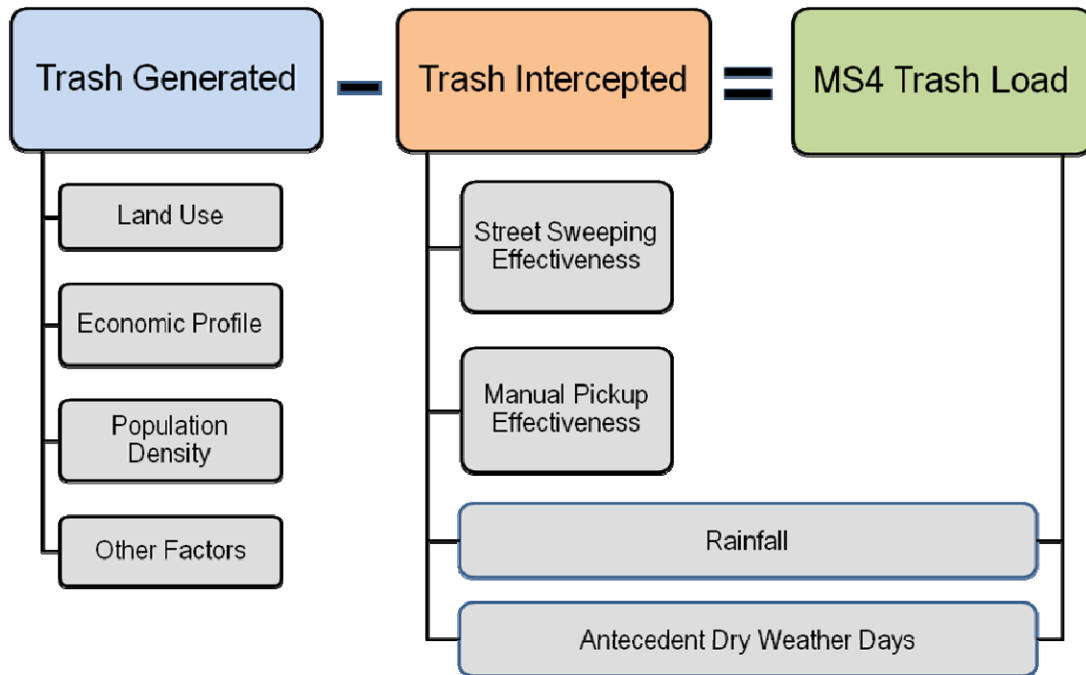 Trash Generated
Trash Intercepted
MS4 Trash Load
Land Use
Economic Profile
Population
Density
Other Factors
Street Sweeping
Effectiveness
Manual Pickup
Effectiveness
Rainfall
Antecedent Dry Weather Days